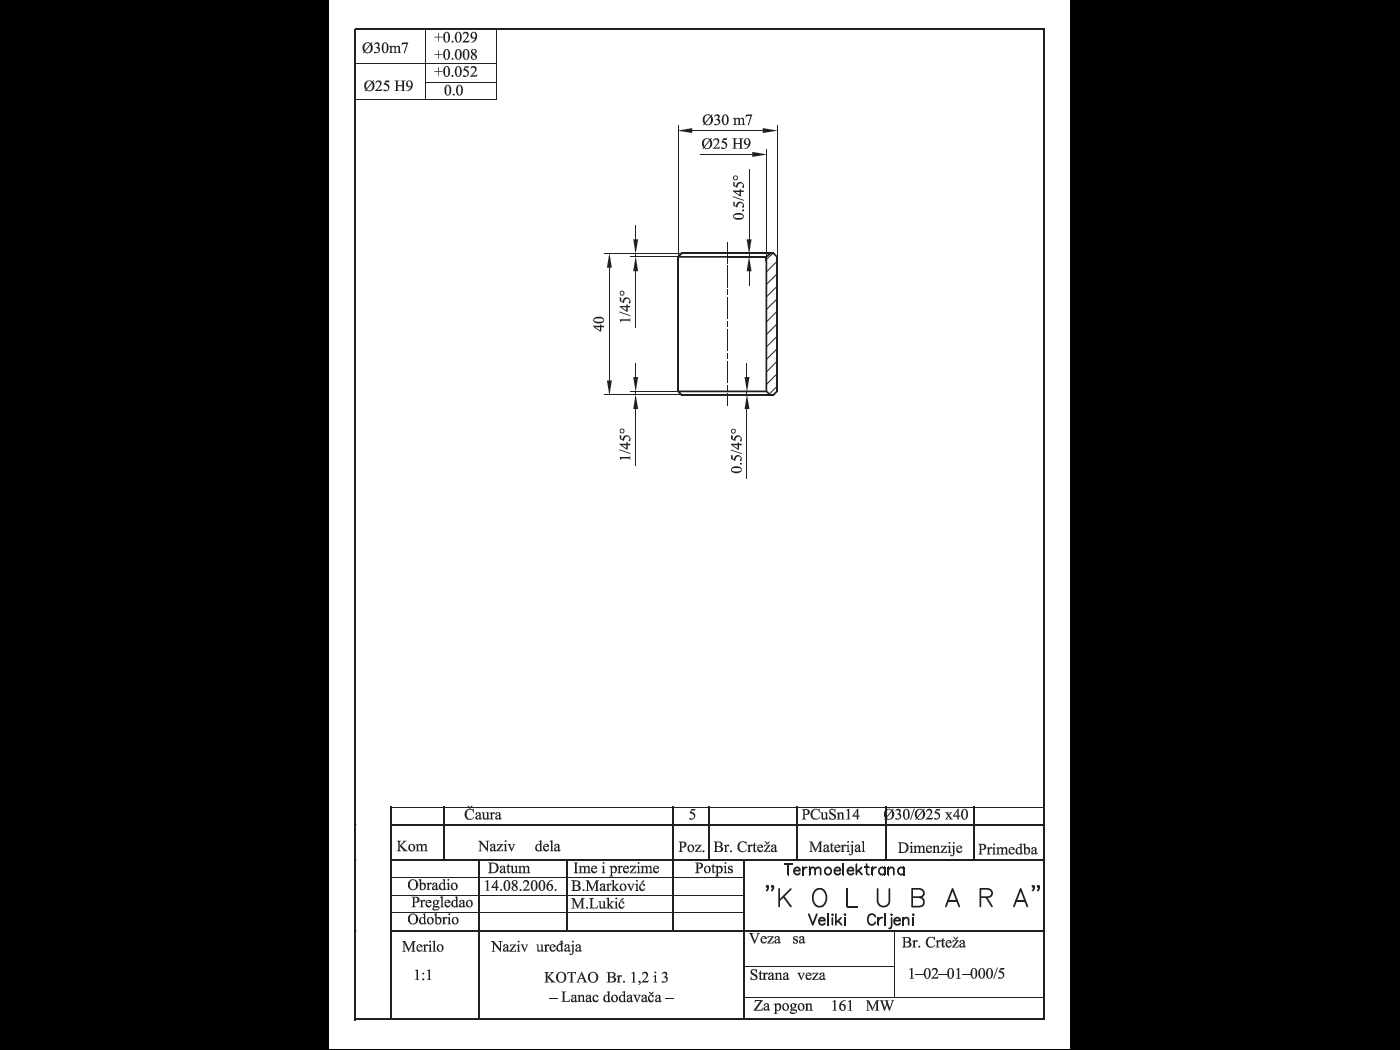 Ø30m7
+0.029
+0.008
Ø25 H9
+0.052
0.0
Ø30 m7
Ø25 H9
0.5/45°
1/45°
40
1/45°
0.5/45°
Čaura 5 PCuSn14 Ø30/Ø25 x40
Kom Naziv dela Poz. Br. Crteža Materijal Dimenzije Primedba
Datum Ime i prezime Potpis
Obradio 14.08.2006. B.Marković
Pregledao M.Lukić
Odobrio
Termoelektrana
"K O L U B A R A"
Veliki Crljeni
Merilo
1:1
Naziv uređaja
KOTAO Br. 1,2 i 3
– Lanac dodavača –
Veza sa
Strana veza
Br. Crteža
1–02–01–000/5
Za pogon 161 MW